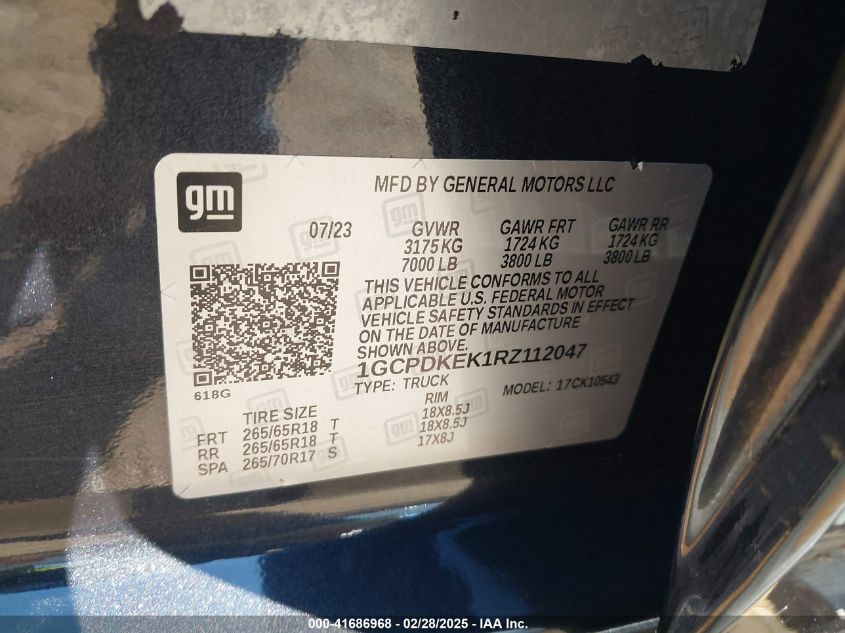 gm
MFD BY GENERAL MOTORS LLC
07/23 GVWR GAWR FRT GAWR RR
3175 KG 1724 KG 1724 KG
7000 LB 3800 LB 3800 LB
THIS VEHICLE CONFORMS TO ALL
APPLICABLE U.S. FEDERAL MOTOR
VEHICLE SAFETY STANDARDS IN EFFECT
ON THE DATE OF MANUFACTURE
SHOWN ABOVE.
1GCPDKEK1RZ112047
618G TYPE: TRUCK MODEL: 17CK10543
TIRE SIZE RIM
FRT 265/65R18 T 18X8.5J
RR 265/65R18 T 18X8.5J
SPA 265/70R17 S 17X8J
000-41686968 - 02/28/2025 - IAA Inc.